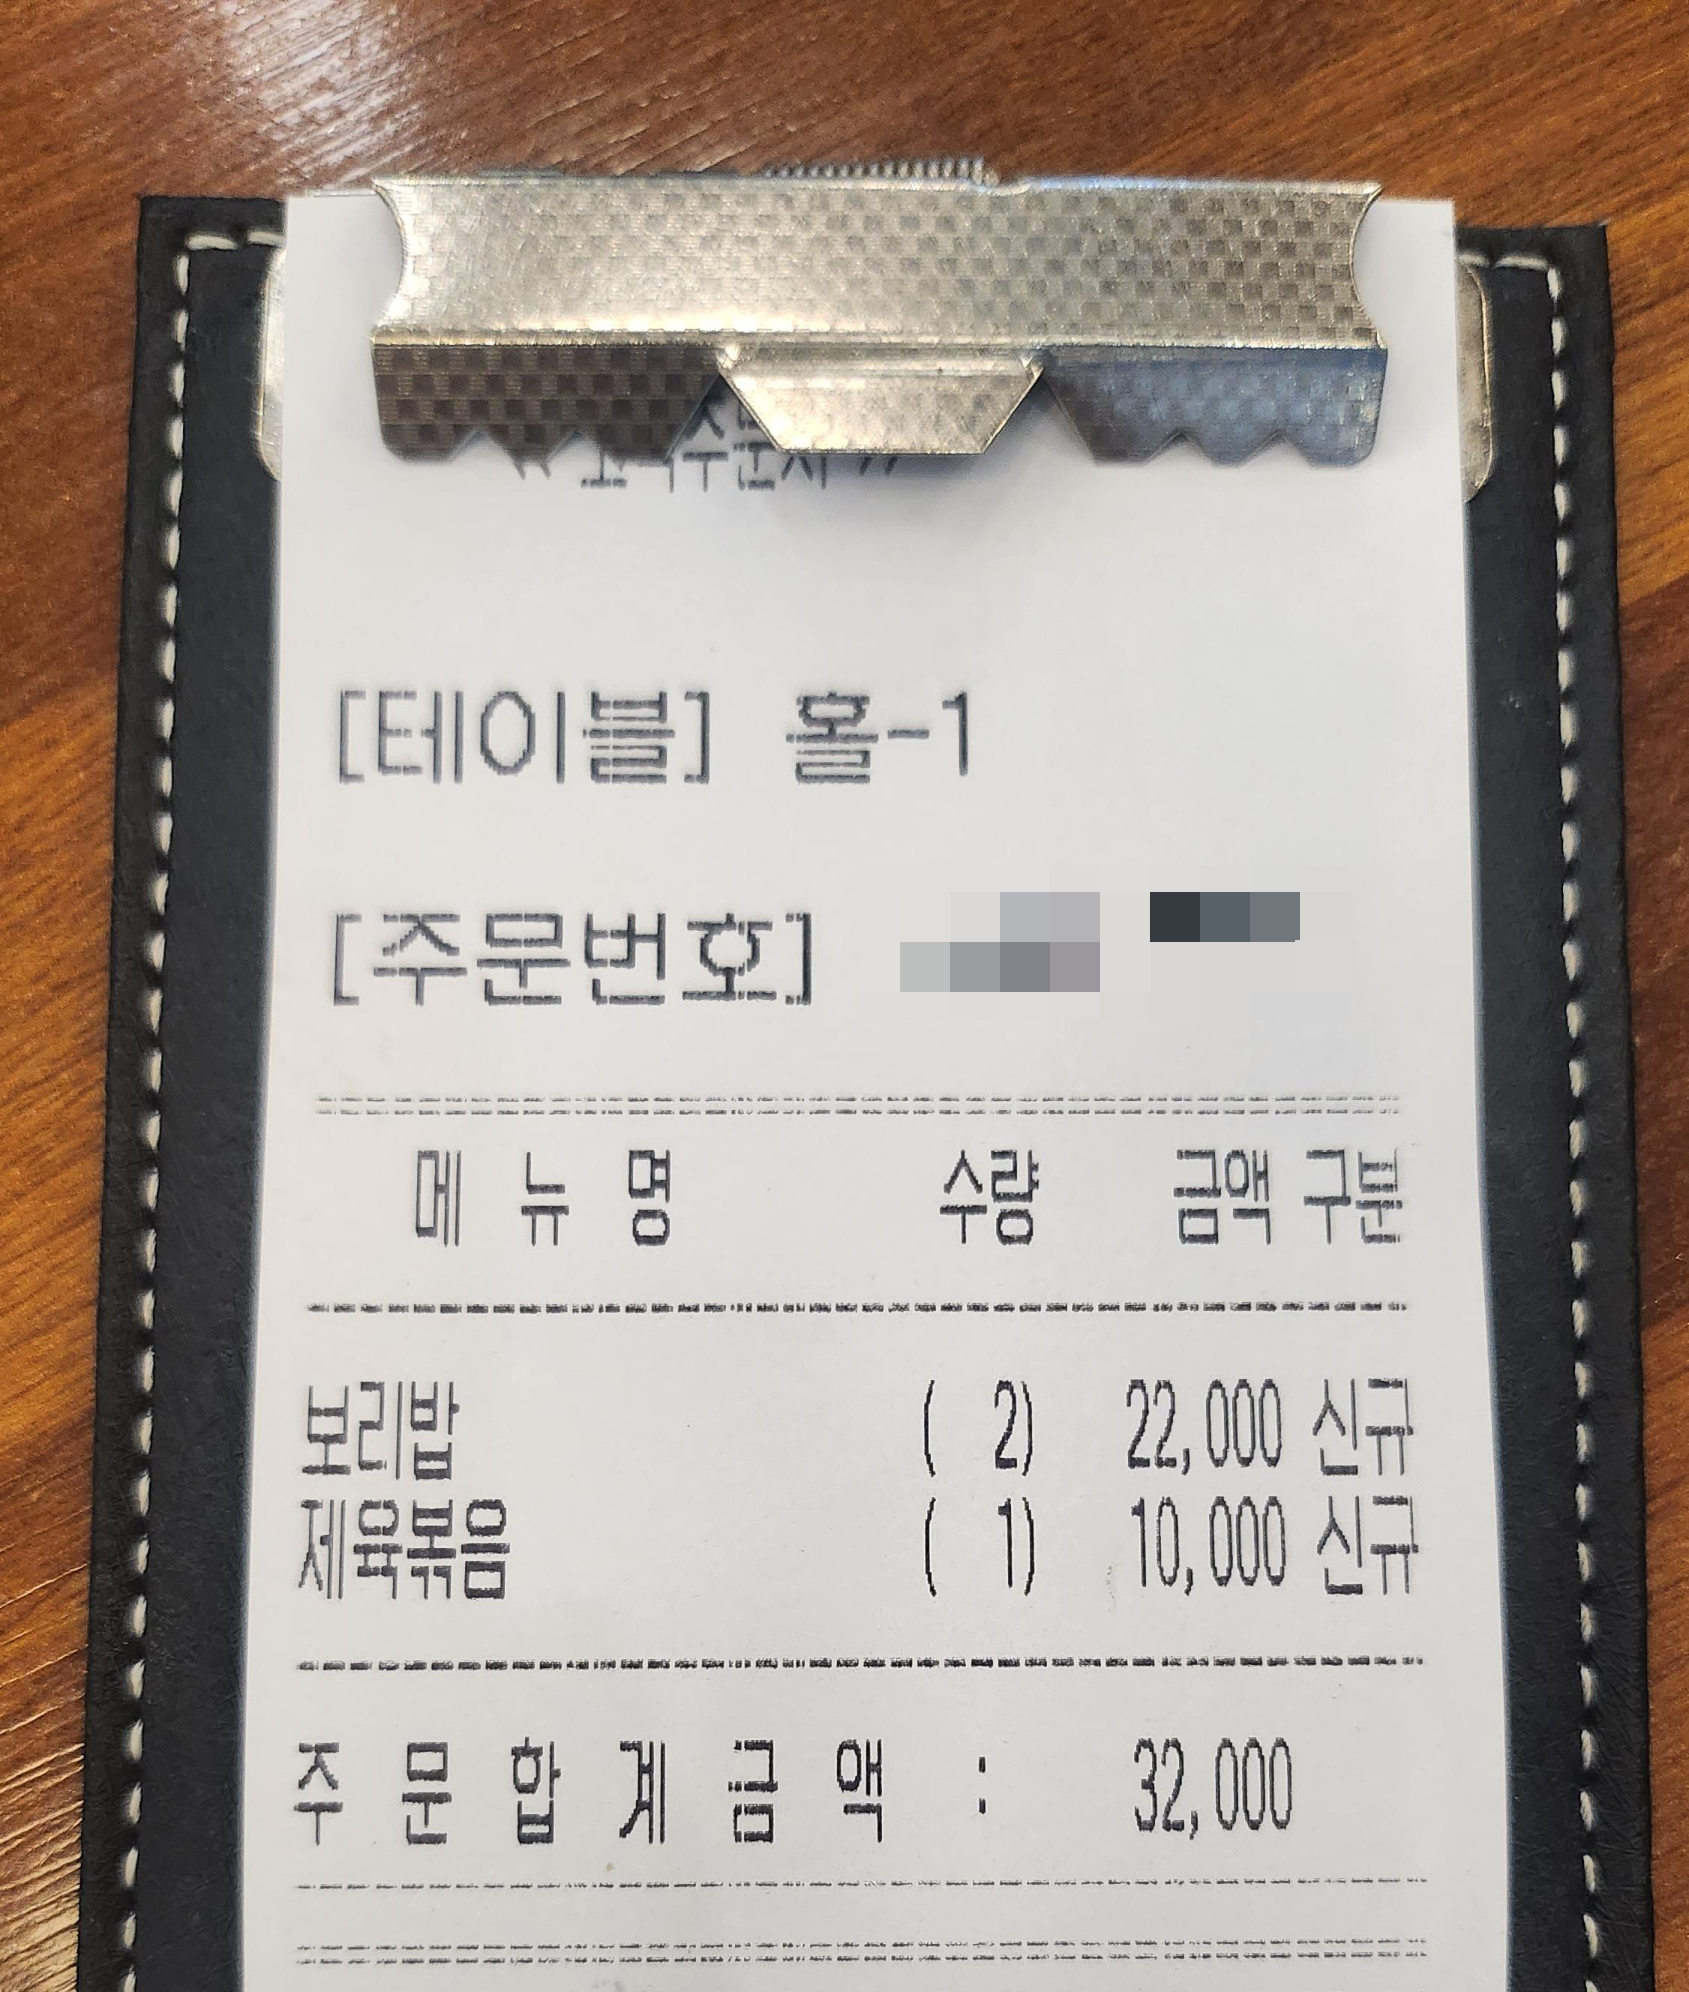 [테이블] 홀-1
[주문번호]
메 뉴 명 수량 금액 구분
보리밥 ( 2) 22,000 신규
제육볶음 ( 1) 10,000 신규
주 문 합 계 금 액 : 32,000